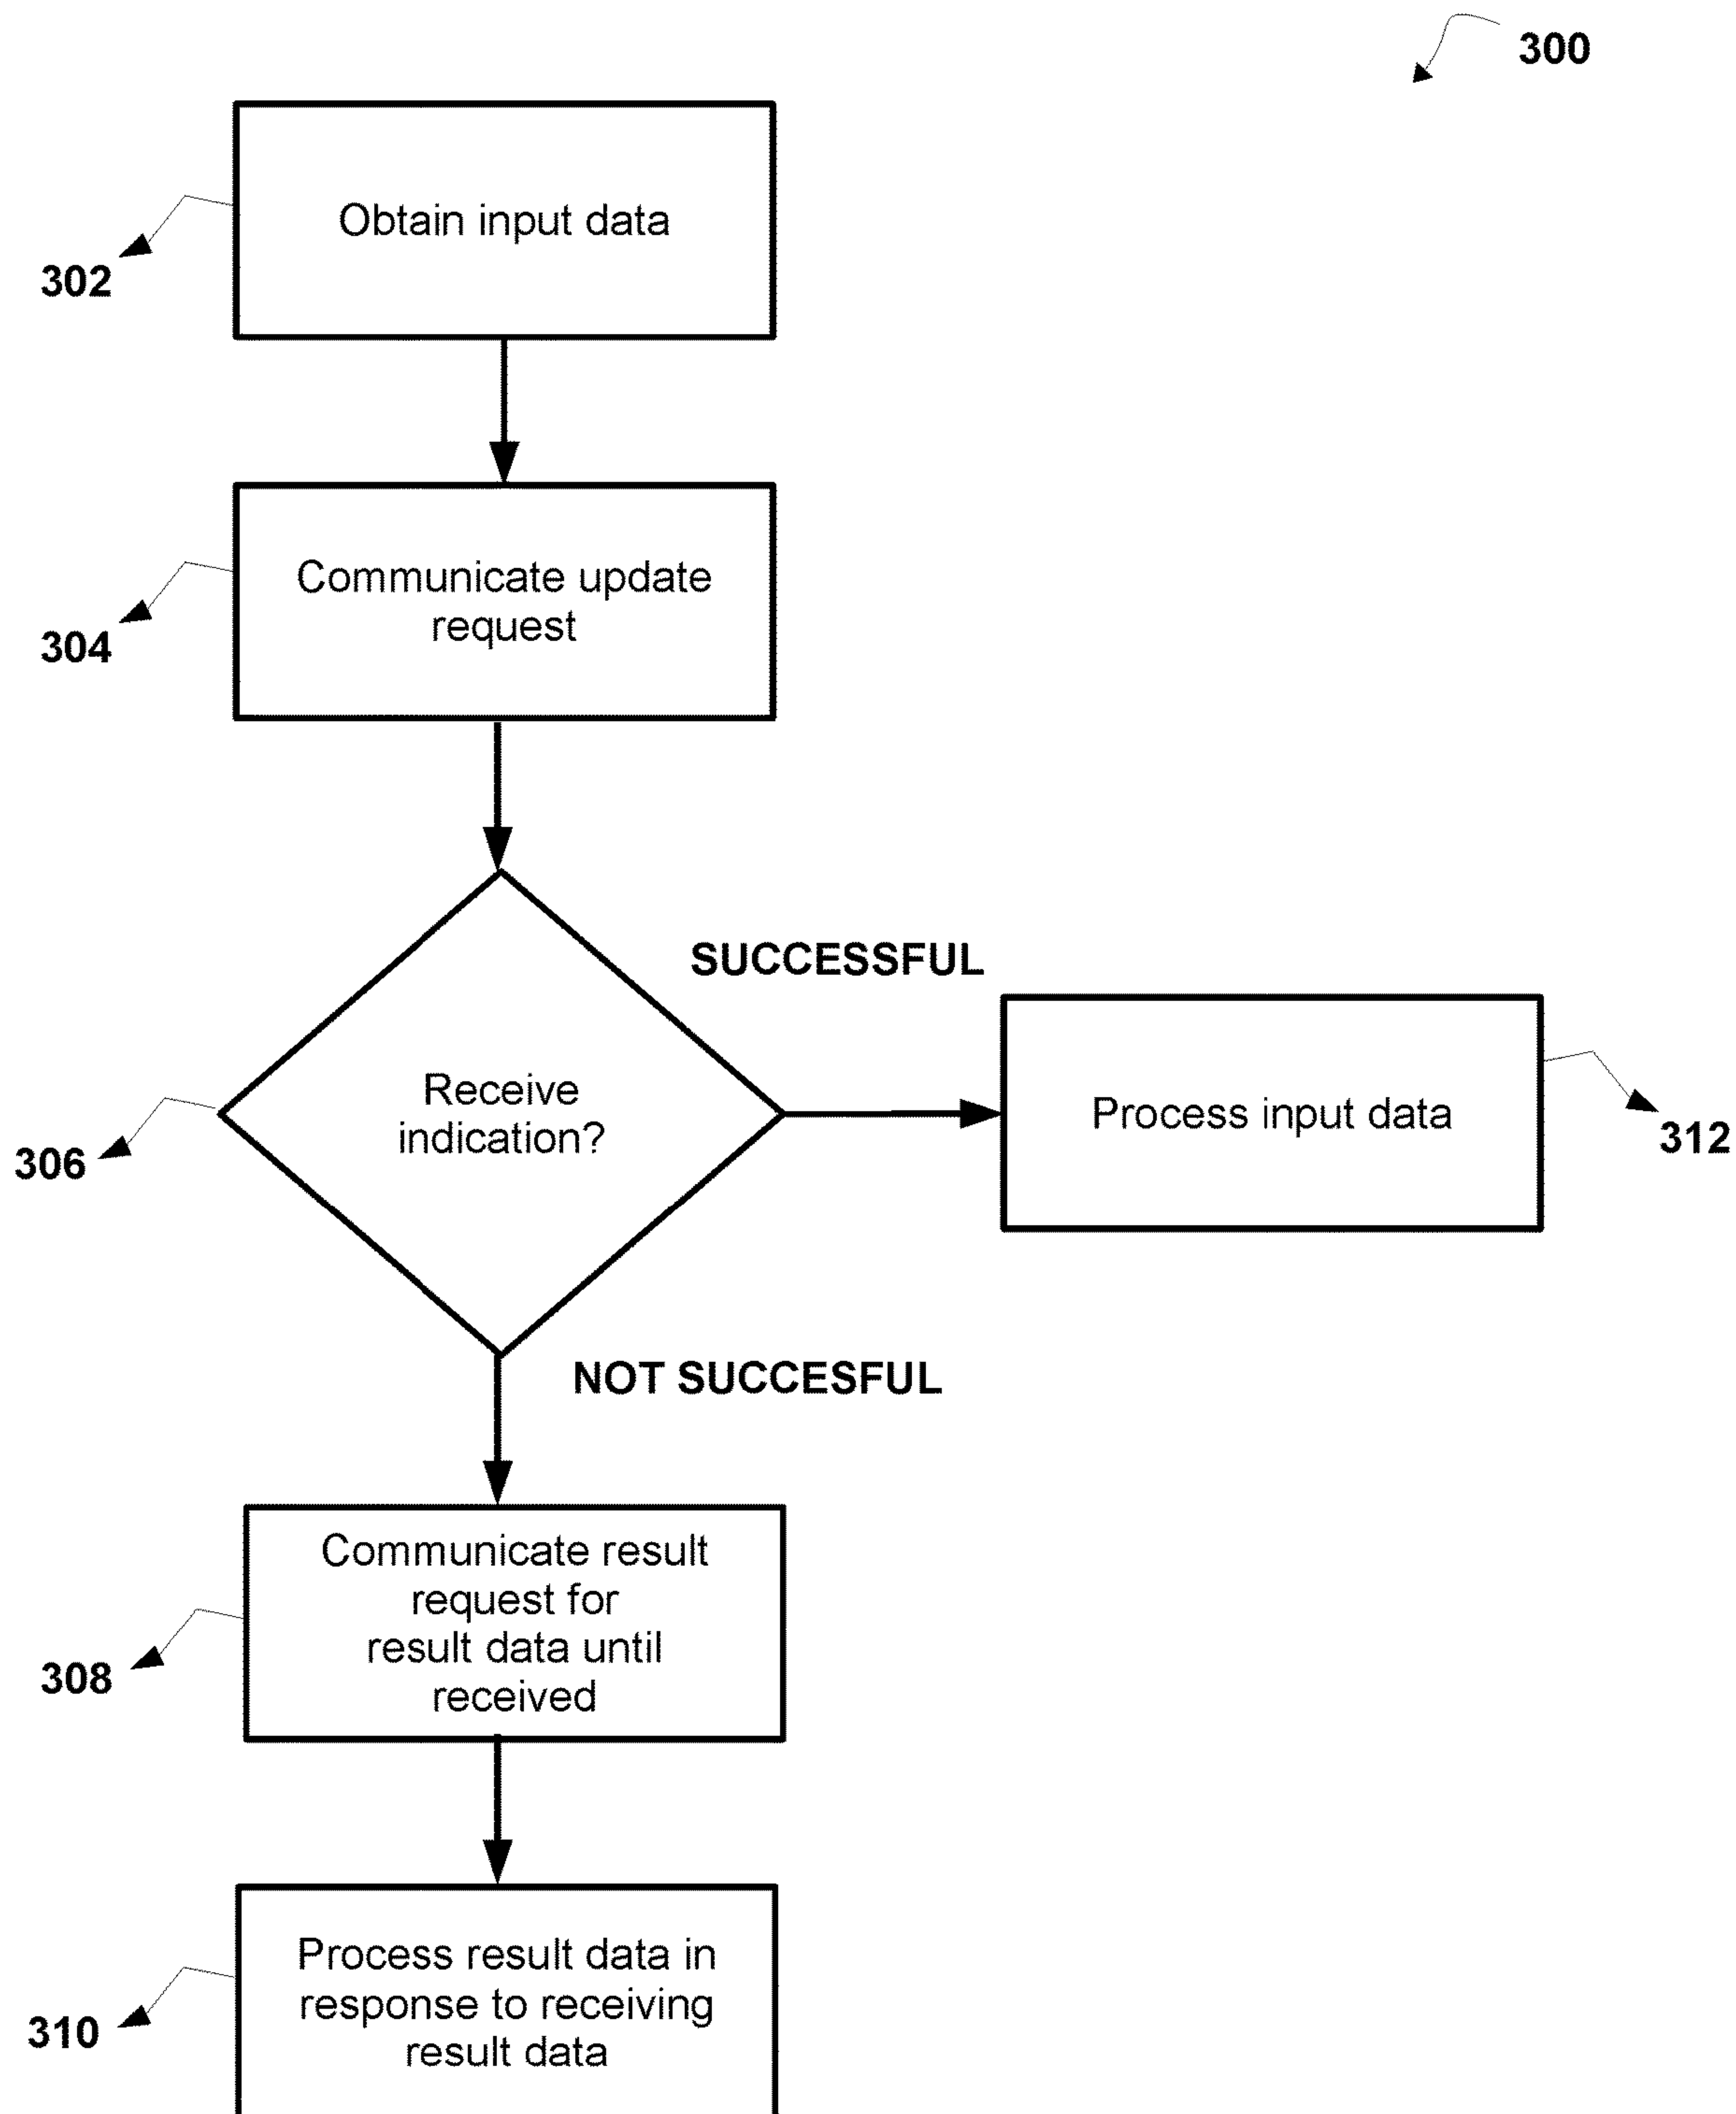 300
Obtain input data
302
Communicate update
request
304
SUCCESSFUL
Receive
indication?
Process input data
306
312
NOT SUCCESFUL
Communicate result
request for
result data until
received
308
Process result data in
response to receiving
result data
310